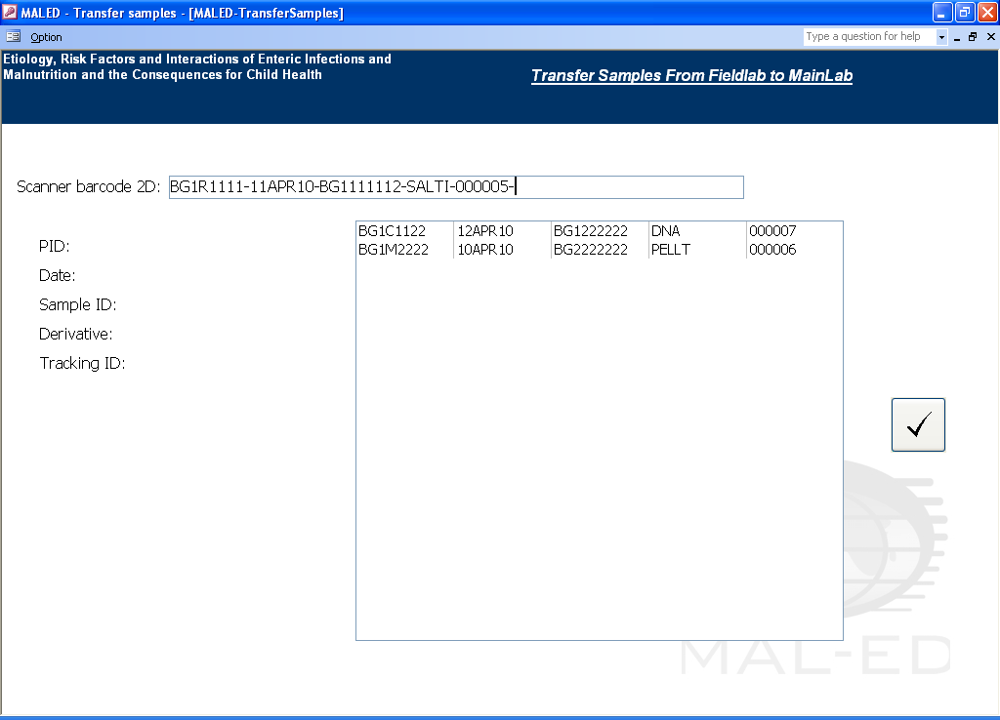 MALED - Transfer samples - [MALED-TransferSamples]
Option
Type a question for help
Etiology, Risk Factors and Interactions of Enteric Infections and
Malnutrition and the Consequences for Child Health
Transfer Samples From Fieldlab to MainLab
Scanner barcode 2D: BG1R1111-11APR10-BG1111112-SALTI-000005-
PID:
Date:
Sample ID:
Derivative:
Tracking ID:
BG1C1122 12APR10 BG1222222 DNA 000007
BG1M2222 10APR10 BG2222222 PELLT 000006
MAL-ED